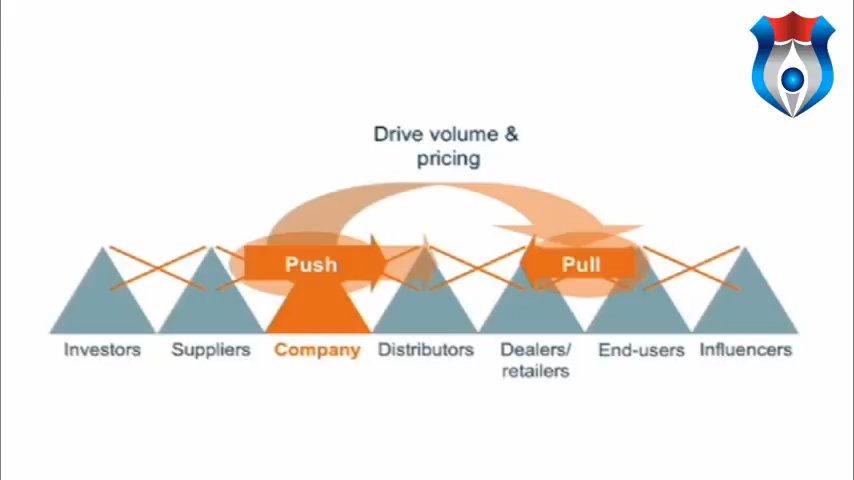 Drive volume &
pricing
Push
Pull
Investors
Suppliers
Company
Distributors
Dealers/
retailers
End-users
Influencers